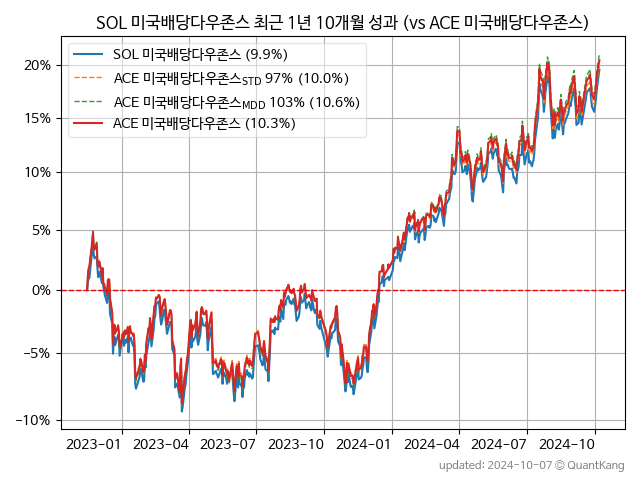 SOL 미국배당다우존스 최근 1년 10개월 성과 (vs ACE 미국배당다우존스)
SOL 미국배당다우존스 (9.9%)
ACE 미국배당다우존스STD 97% (10.0%)
ACE 미국배당다우존스MDD 103% (10.6%)
ACE 미국배당다우존스 (10.3%)
20%
15%
10%
5%
0%
−5%
−10%
2023-01 2023-04 2023-07 2023-10 2024-01 2024-04 2024-07 2024-10
updated: 2024-10-07 © QuantKang